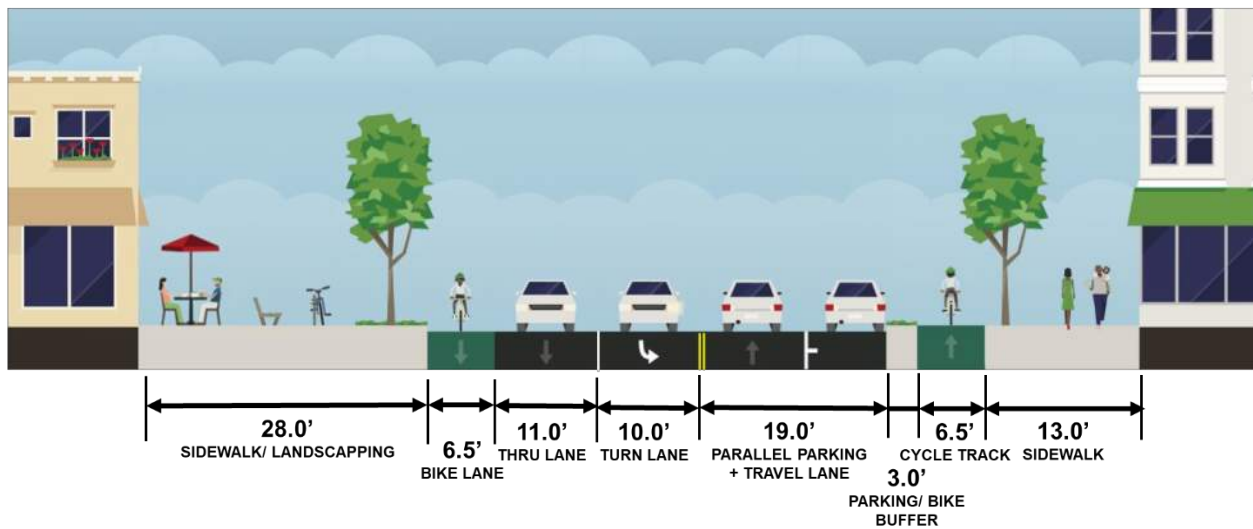 28.0’
SIDEWALK/ LANDSCAPPING
6.5’
BIKE LANE
11.0’
THRU LANE
10.0’
TURN LANE
19.0’
PARALLEL PARKING
+ TRAVEL LANE
3.0’
PARKING/ BIKE
BUFFER
6.5’
CYCLE TRACK
13.0’
SIDEWALK